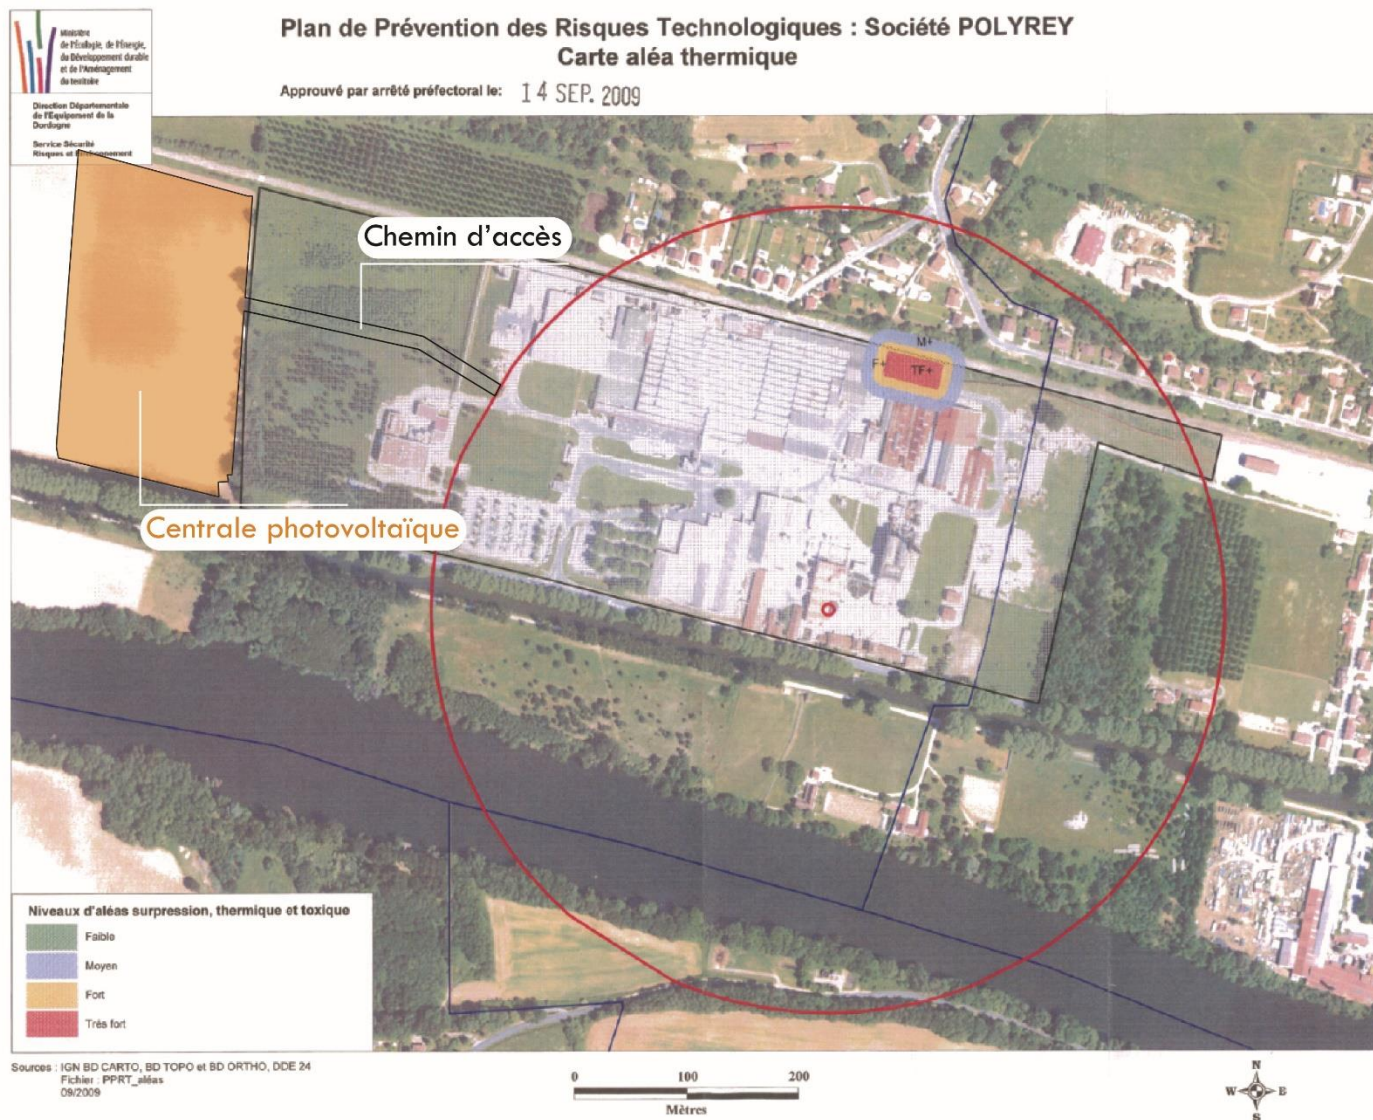 Plan de Prévention des Risques Technologiques : Société POLYREY
Carte aléa thermique
Approuvé par arrêté préfectoral le: 14 SEP. 2009
Ministère
de l'Écologie, de l'Énergie,
du Développement durable
et de l'Aménagement
du territoire
Direction Départementale
de l'Equipement de la
Dordogne
Service Sécurité
Risques et
Chemin d'accès
M+
F+
TF+
Centrale photovoltaïque
Niveaux d'aléas surpression, thermique et toxique
Faible
Moyen
Fort
Très fort
Sources : IGN BD CARTO, BD TOPO et BD ORTHO, DDE 24
Fichier : PPRT_aléas
09/2009
0 100 200
Mètres
N
W E
S